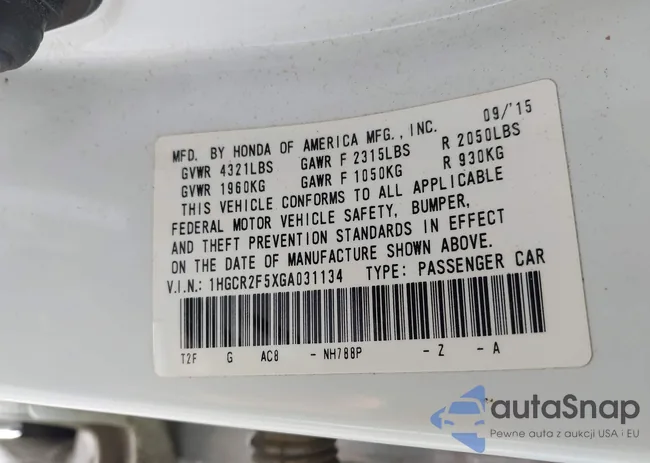 09/'15
MFD. BY HONDA OF AMERICA MFG., INC.
GVWR 4321LBS GAWR F 2315LBS R 2050LBS
GVWR 1960KG GAWR F 1050KG R 930KG
THIS VEHICLE CONFORMS TO ALL APPLICABLE
FEDERAL MOTOR VEHICLE SAFETY, BUMPER,
AND THEFT PREVENTION STANDARDS IN EFFECT
ON THE DATE OF MANUFACTURE SHOWN ABOVE.
V.I.N.: 1HGCR2F5XGA031134 TYPE: PASSENGER CAR
T2F G AC8 - NH788P - Z - A
autaSnap
Pewne auta z aukcji USA i EU